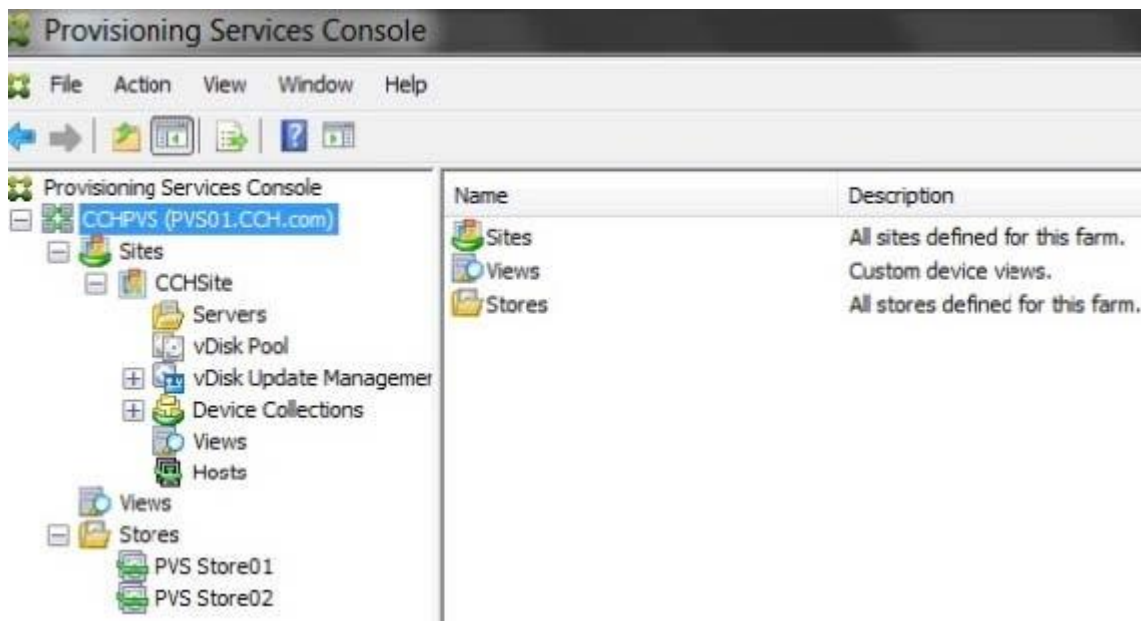 Provisioning Services Console
File Action View Window Help
Provisioning Services Console
CCHPVS (PVS01.CCH.com)
Sites
CCHSite
Servers
vDisk Pool
vDisk Update Managemer
Device Collections
Views
Hosts
Views
Stores
PVS Store01
PVS Store02
Name Description
Sites All sites defined for this farm.
Views Custom device views.
Stores All stores defined for this farm.